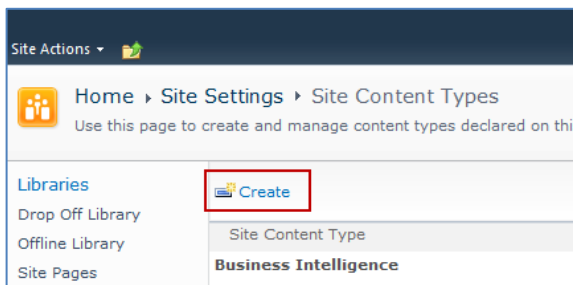 Site Actions
Home Site Settings Site Content Types
Use this page to create and manage content types declared on thi
Libraries
Drop Off Library
Offline Library
Site Pages
Create
Site Content Type
Business Intelligence